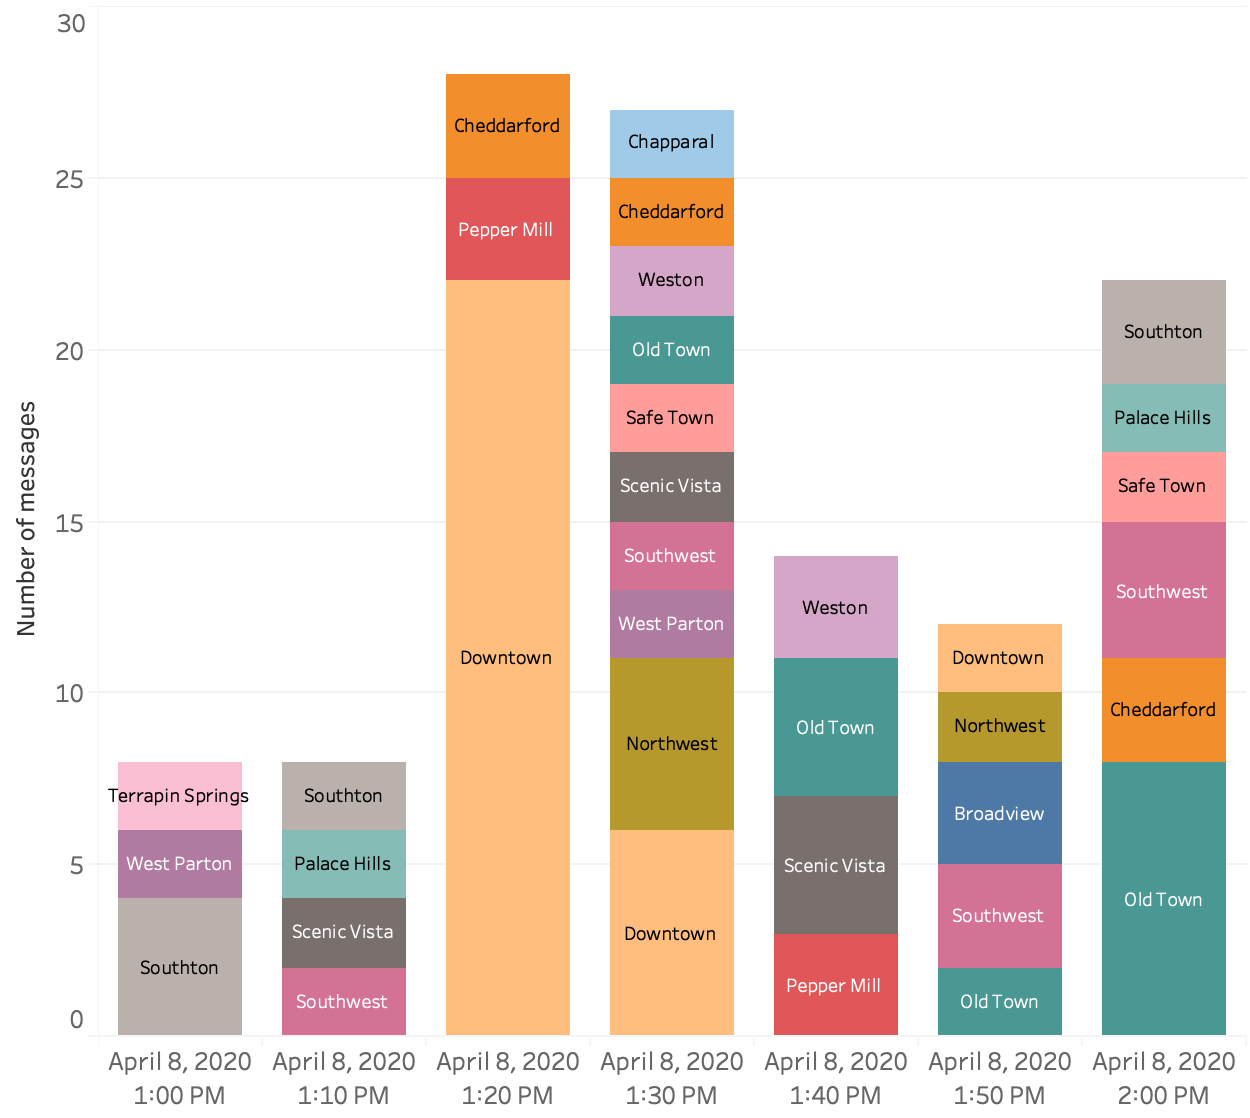 30
25
20
15
10
5
0
Number of messages
Terrapin Springs
West Parton
Southton
Southton
Palace Hills
Scenic Vista
Southwest
Cheddarford
Pepper Mill
Downtown
Chapparal
Cheddarford
Weston
Old Town
Safe Town
Scenic Vista
Southwest
West Parton
Northwest
Downtown
Weston
Old Town
Scenic Vista
Pepper Mill
Downtown
Northwest
Broadview
Southwest
Old Town
Southton
Palace Hills
Safe Town
Southwest
Cheddarford
Old Town
April 8, 2020
1:00 PM
April 8, 2020
1:10 PM
April 8, 2020
1:20 PM
April 8, 2020
1:30 PM
April 8, 2020
1:40 PM
April 8, 2020
1:50 PM
April 8, 2020
2:00 PM